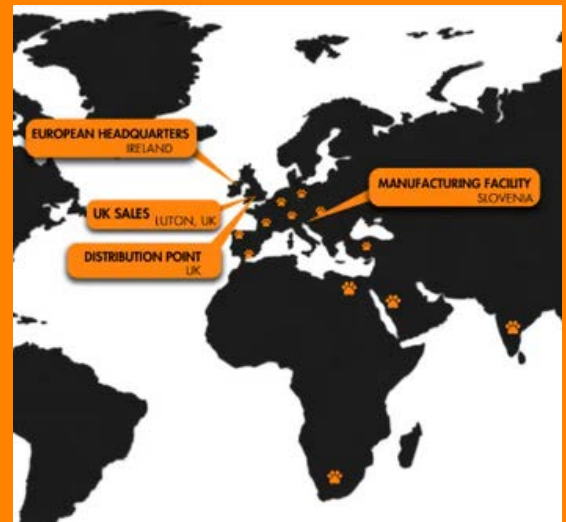 EUROPEAN HEADQUARTERS
IRELAND
UK SALES
LUTON, UK
DISTRIBUTION POINT
UK
MANUFACTURING FACILITY
SLOVENIA